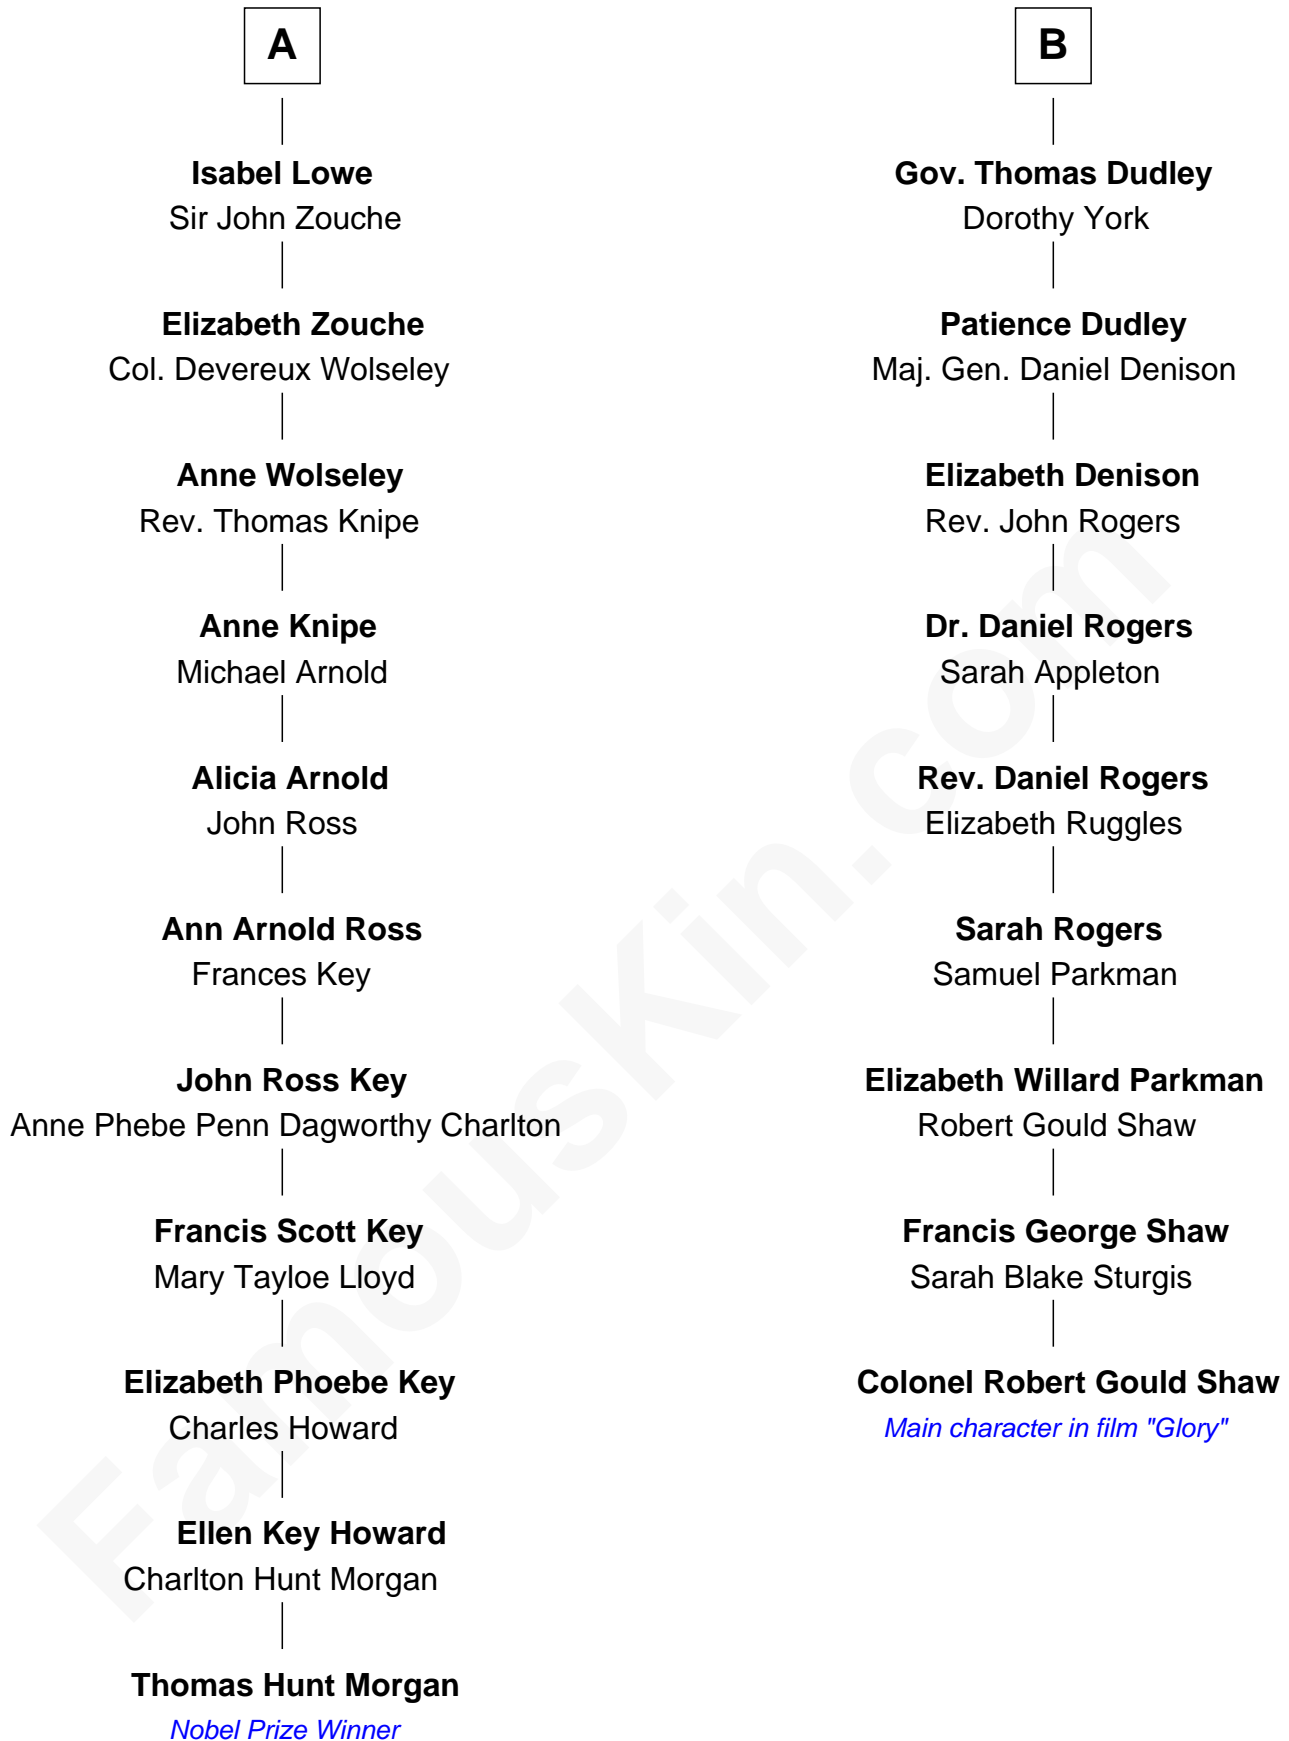 A
Isabel Lowe
Sir John Zouche
Elizabeth Zouche
Col. Devereux Wolseley
Anne Wolseley
Rev. Thomas Knipe
Anne Knipe
Michael Arnold
Alicia Arnold
John Ross
Ann Arnold Ross
Frances Key
John Ross Key
Anne Phebe Penn Dagworthy Charlton
Francis Scott Key
Mary Tayloe Lloyd
Elizabeth Phoebe Key
Charles Howard
Ellen Key Howard
Charlton Hunt Morgan
Thomas Hunt Morgan
Nobel Prize Winner
B
Gov. Thomas Dudley
Dorothy York
Patience Dudley
Maj. Gen. Daniel Denison
Elizabeth Denison
Rev. John Rogers
Dr. Daniel Rogers
Sarah Appleton
Rev. Daniel Rogers
Elizabeth Ruggles
Sarah Rogers
Samuel Parkman
Elizabeth Willard Parkman
Robert Gould Shaw
Francis George Shaw
Sarah Blake Sturgis
Colonel Robert Gould Shaw
Main character in film "Glory"
FamousKin.com